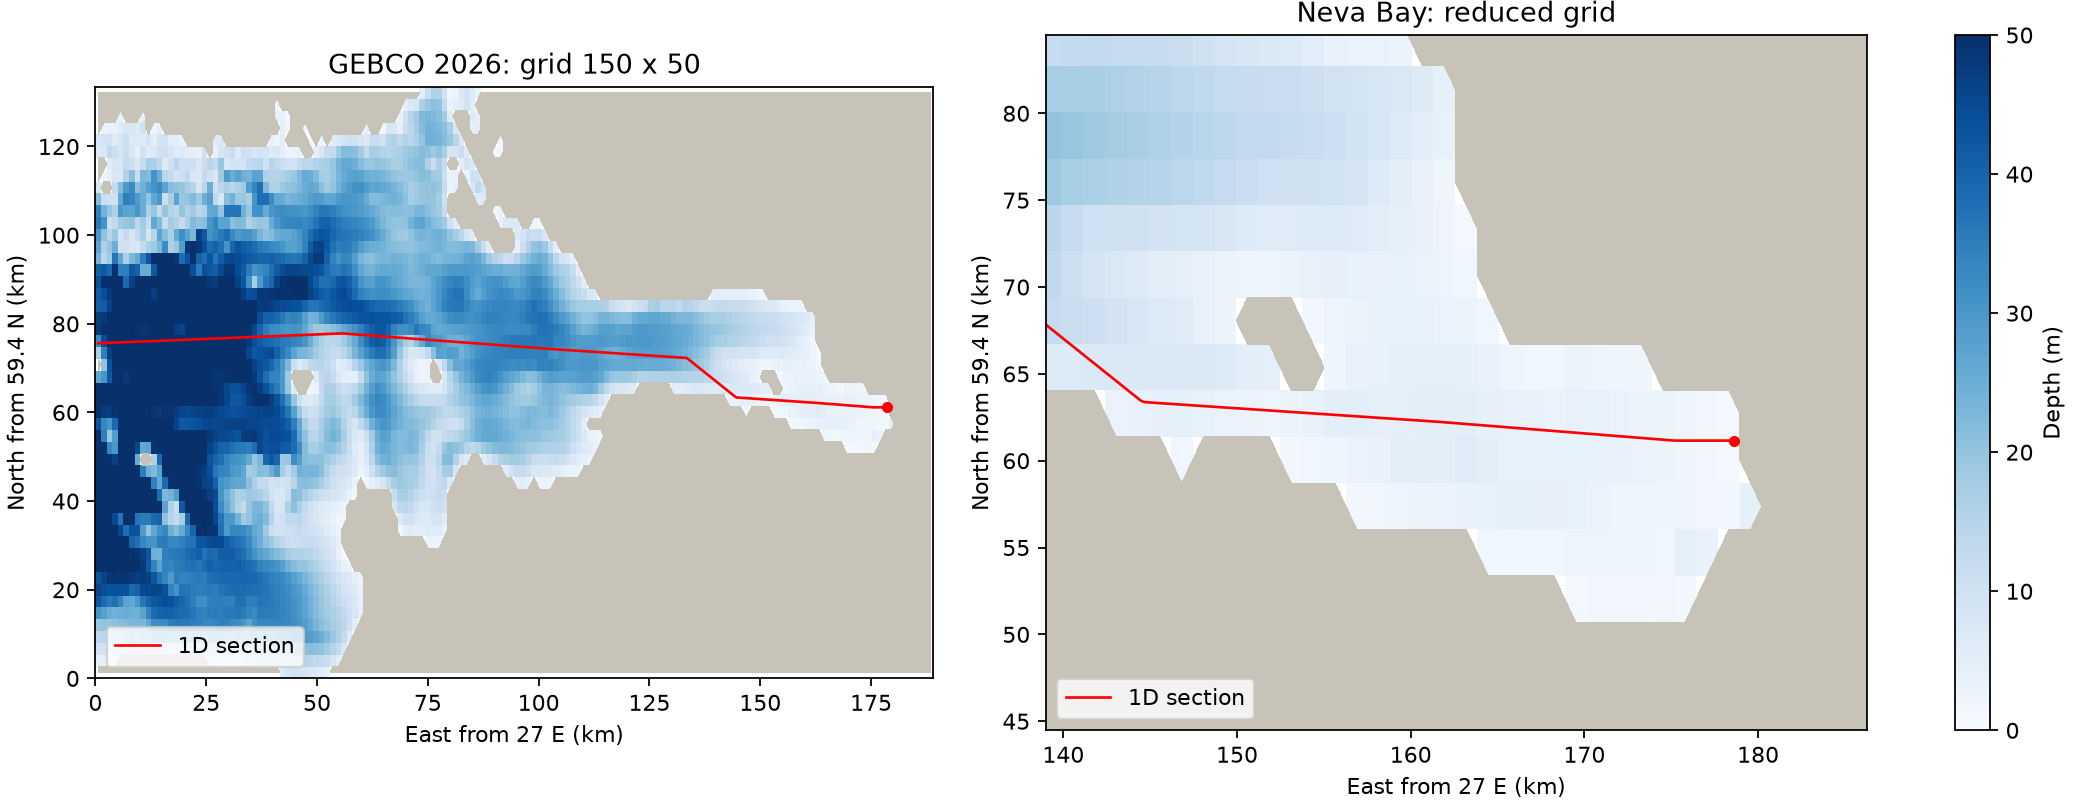 GEBCO 2026: grid 150 x 50
120
100
80
60
40
20
0
North from 59.4 N (km)
0 25 50 75 100 125 150 175
East from 27 E (km)
1D section
Neva Bay: reduced grid
80
75
70
65
60
55
50
45
North from 59.4 N (km)
140 150 160 170 180
East from 27 E (km)
1D section
50
40
30
20
10
0
Depth (m)